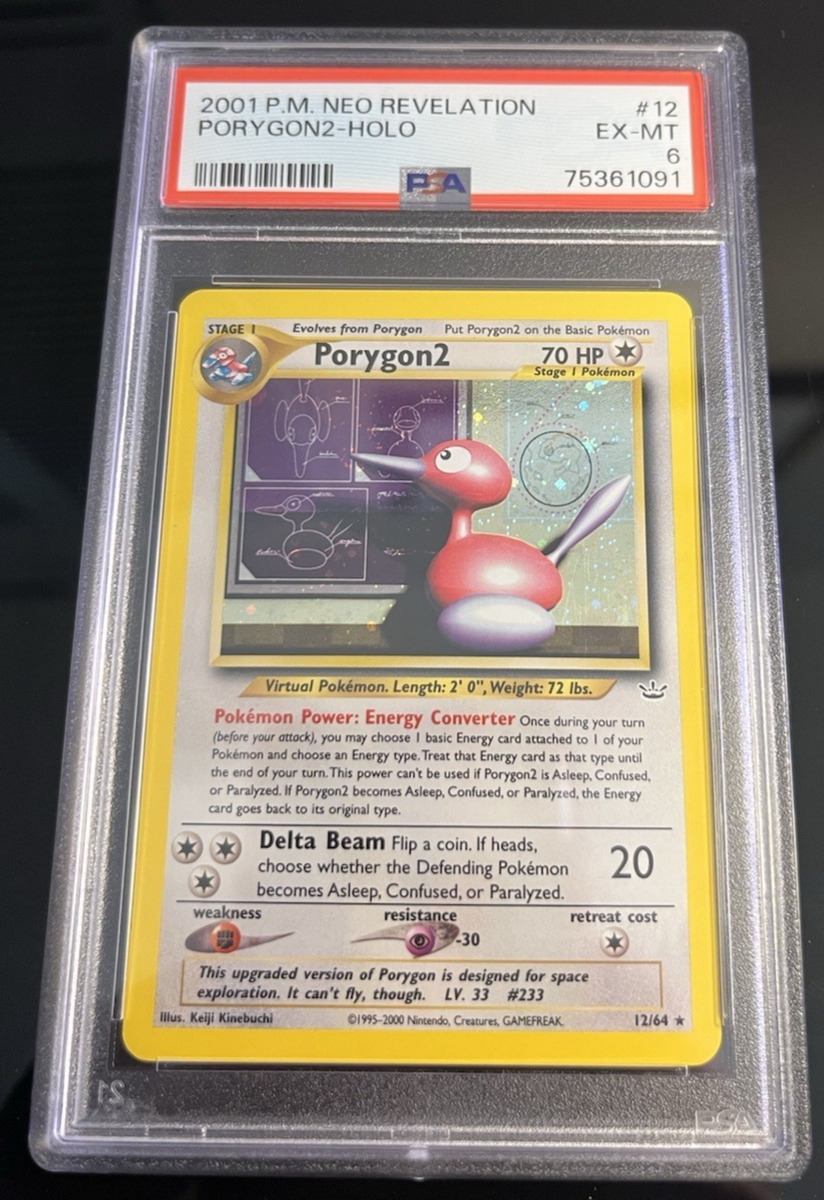 2001 P.M. NEO REVELATION #12
PORYGON2-HOLO EX-MT
6
PSA 75361091
STAGE 1 Evolves from Porygon Put Porygon2 on the Basic Pokémon
Porygon2 70 HP
Stage 1 Pokémon
Virtual Pokémon. Length: 2' 0", Weight: 72 lbs.
Pokémon Power: Energy Converter Once during your turn
(before your attack), you may choose 1 basic Energy card attached to 1 of your
Pokémon and choose an Energy type. Treat that Energy card as that type until
the end of your turn. This power can't be used if Porygon2 is Asleep, Confused,
or Paralyzed. If Porygon2 becomes Asleep, Confused, or Paralyzed, the Energy
card goes back to its original type.
Delta Beam Flip a coin. If heads,
choose whether the Defending Pokémon 20
becomes Asleep, Confused, or Paralyzed.
weakness resistance retreat cost
-30
This upgraded version of Porygon is designed for space
exploration. It can't fly, though. LV. 33 #233
Illus. Keiji Kinebuchi ©1995–2000 Nintendo, Creatures, GAMEFREAK. 12/64 ★
21 PSA